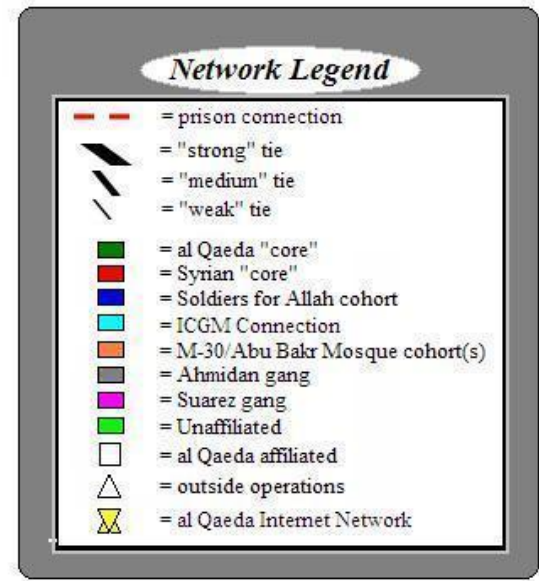 Network Legend
= prison connection
= "strong" tie
= "medium" tie
= "weak" tie
= al Qaeda "core"
= Syrian "core"
= Soldiers for Allah cohort
= ICGM Connection
= M-30/Abu Bakr Mosque cohort(s)
= Ahmidan gang
= Suarez gang
= Unaffiliated
= al Qaeda affiliated
= outside operations
= al Qaeda Internet Network